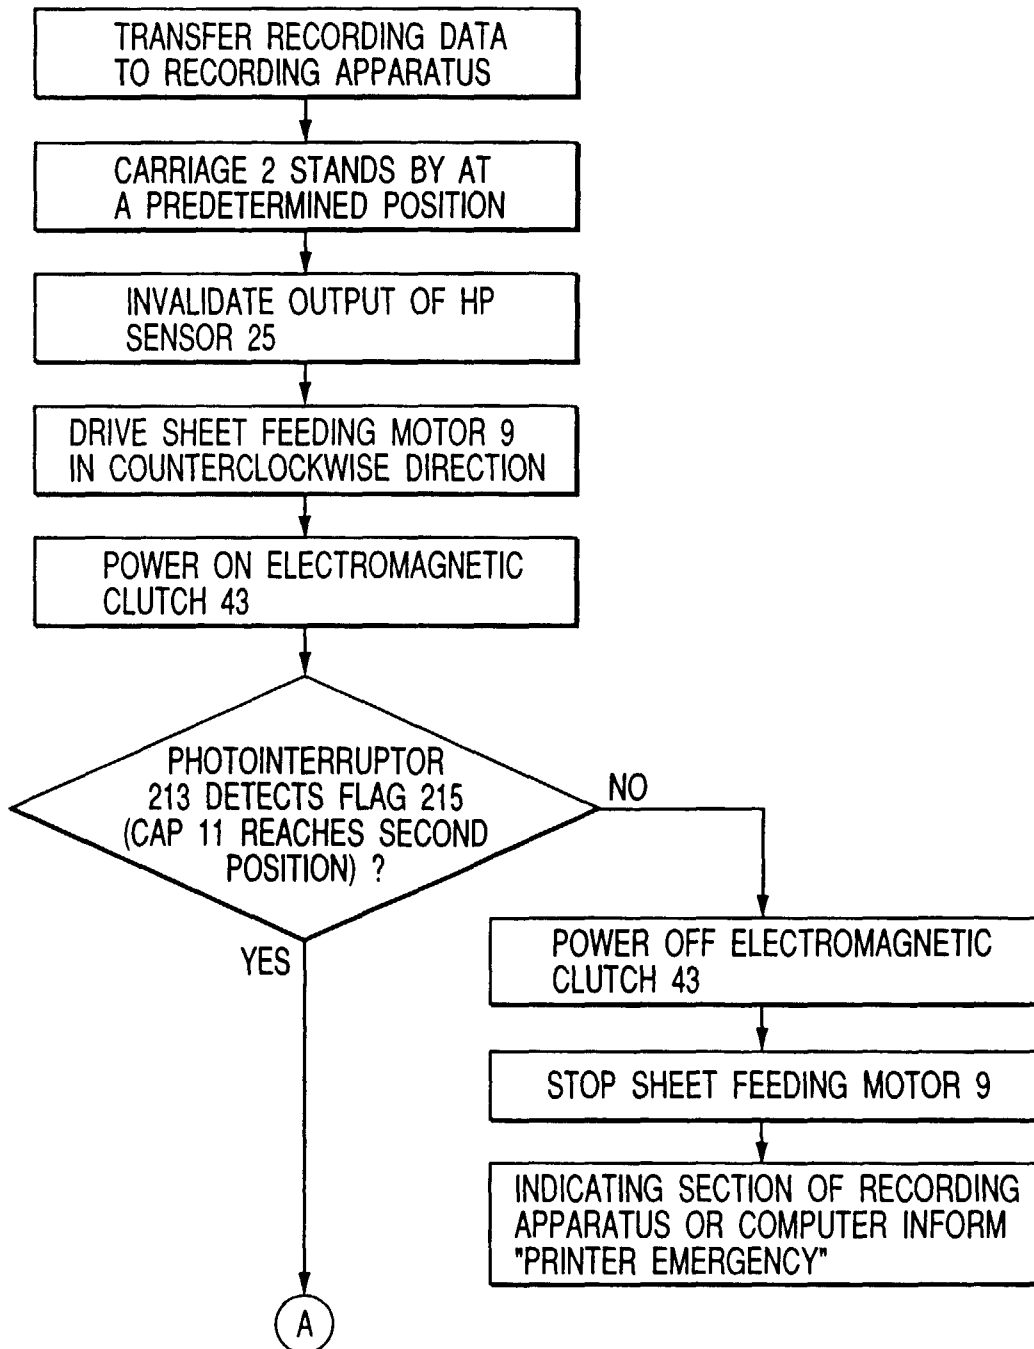 TRANSFER RECORDING DATA
TO RECORDING APPARATUS
CARRIAGE 2 STANDS BY AT
A PREDETERMINED POSITION
INVALIDATE OUTPUT OF HP
SENSOR 25
DRIVE SHEET FEEDING MOTOR 9
IN COUNTERCLOCKWISE DIRECTION
POWER ON ELECTROMAGNETIC
CLUTCH 43
PHOTOINTERRUPTOR
213 DETECTS FLAG 215
(CAP 11 REACHES SECOND
POSITION) ?
NO
YES
POWER OFF ELECTROMAGNETIC
CLUTCH 43
STOP SHEET FEEDING MOTOR 9
INDICATING SECTION OF RECORDING
APPARATUS OR COMPUTER INFORM
"PRINTER EMERGENCY"
A